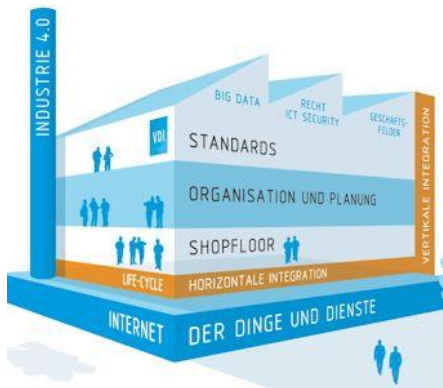 INDUSTRIE 4.0
BIG DATA
RECHT
ICT SECURITY
GESCHÄFTS-
FELDER
VDI
STANDARDS
ORGANISATION UND PLANUNG
SHOPFLOOR
VERTIKALE INTEGRATION
LIFE-CYCLE
HORIZONTALE INTEGRATION
INTERNET
DER DINGE UND DIENSTE